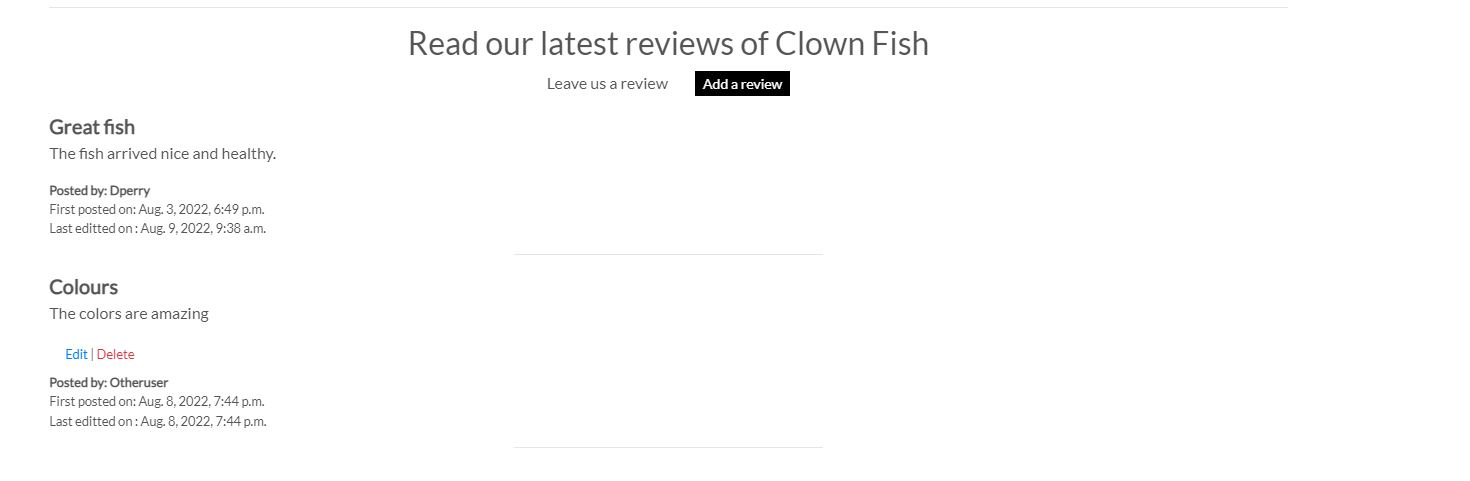 Read our latest reviews of Clown Fish
Leave us a review Add a review
Great fish
The fish arrived nice and healthy.
Posted by: Dperry
First posted on: Aug. 3, 2022, 6:49 p.m.
Last editted on : Aug. 9, 2022, 9:38 a.m.
Colours
The colors are amazing
Edit | Delete
Posted by: Otheruser
First posted on: Aug. 8, 2022, 7:44 p.m.
Last editted on : Aug. 8, 2022, 7:44 p.m.